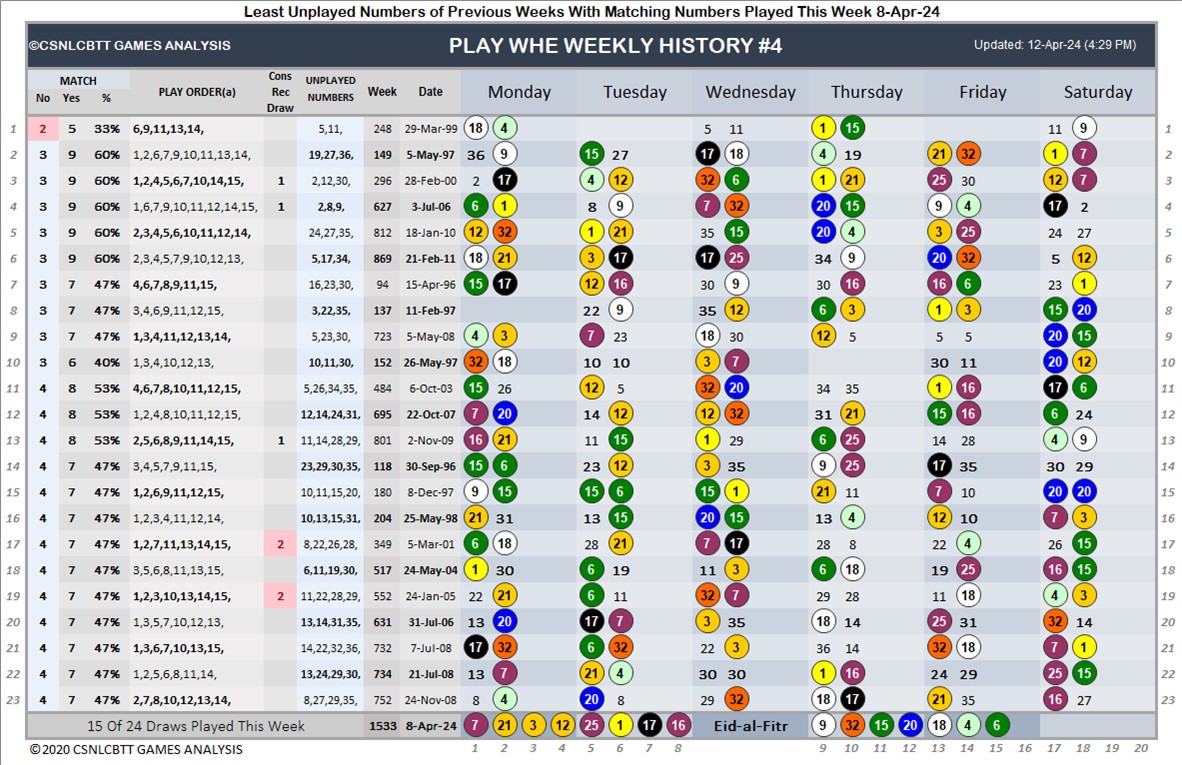 Least Unplayed Numbers of Previous Weeks With Matching Numbers Played This Week 8-Apr-24
©CSNLCBTT GAMES ANALYSIS PLAY WHE WEEKLY HISTORY #4 Updated: 12-Apr-24 (4:29 PM)
MATCH
No Yes % PLAY ORDER(a) Cons Rec Draw UNPLAYED NUMBERS Week Date Monday Tuesday Wednesday Thursday Friday Saturday
1 2 5 33% 6,9,11,13,14, 5,11, 248 29-Mar-99 18 4 5 11 1 15 11 9 1
2 3 9 60% 1,2,6,7,9,10,11,13,14, 19,27,36, 149 5-May-97 36 9 15 27 17 18 4 19 21 32 1 7 2
3 3 9 60% 1,2,4,5,6,7,10,14,15, 1 2,12,30, 296 28-Feb-00 2 17 4 12 32 6 1 21 25 30 12 7 3
4 3 9 60% 1,6,7,9,10,11,12,14,15, 1 2,8,9, 627 3-Jul-06 6 1 8 9 7 32 20 15 9 4 17 2 4
5 3 9 60% 2,3,4,5,6,10,11,12,14, 24,27,35, 812 18-Jan-10 12 32 1 21 35 15 20 4 3 25 24 27 5
6 3 9 60% 2,3,4,5,7,9,10,12,13, 5,17,34, 869 21-Feb-11 18 21 3 17 17 25 34 9 20 32 5 12 6
7 3 7 47% 4,6,7,8,9,11,15, 16,23,30, 94 15-Apr-96 15 17 12 16 30 9 30 16 16 6 23 1 7
8 3 7 47% 3,4,6,9,11,12,15, 3,22,35, 137 11-Feb-97 22 9 35 12 6 3 1 3 15 20 8
9 3 7 47% 1,3,4,11,12,13,14, 5,23,30, 723 5-May-08 4 3 7 23 18 30 12 5 5 5 20 15 9
10 3 6 40% 1,3,4,10,12,13, 10,11,30, 152 26-May-97 32 18 10 10 3 7 30 11 20 12 10
11 4 8 53% 4,6,7,8,10,11,12,15, 5,26,34,35, 484 6-Oct-03 15 26 12 5 32 20 34 35 1 16 17 6 11
12 4 8 53% 1,2,4,8,10,11,12,15, 12,14,24,31, 695 22-Oct-07 7 20 14 12 12 32 31 21 15 16 6 24 12
13 4 8 53% 2,5,6,8,9,11,14,15, 1 11,14,28,29, 801 2-Nov-09 16 21 11 15 1 29 6 25 14 28 4 9 13
14 4 7 47% 3,4,5,7,9,11,15, 23,29,30,35, 118 30-Sep-96 15 6 23 12 3 35 9 25 17 35 30 29 14
15 4 7 47% 1,2,6,9,11,12,15, 10,11,15,20, 180 8-Dec-97 9 15 15 6 15 1 21 11 7 10 20 20 15
16 4 7 47% 1,2,3,4,11,12,14, 10,13,15,31, 204 25-May-98 21 31 13 15 20 15 13 4 12 10 7 3 16
17 4 7 47% 1,2,7,11,13,14,15, 2 8,22,26,28, 349 5-Mar-01 6 18 28 21 7 17 28 8 22 4 26 15 17
18 4 7 47% 3,5,6,8,11,13,15, 6,11,19,30, 517 24-May-04 1 30 6 19 11 3 6 18 19 25 16 15 18
19 4 7 47% 1,2,3,10,13,14,15, 2 11,22,28,29, 552 24-Jan-05 22 21 6 11 32 7 29 28 11 18 4 3 19
20 4 7 47% 1,3,5,7,10,12,13, 13,14,31,35, 631 31-Jul-06 13 20 17 7 3 35 18 14 25 31 32 14 20
21 4 7 47% 1,3,6,7,10,13,15, 14,22,32,36, 732 7-Jul-08 17 32 6 32 22 3 36 14 32 18 7 1 21
22 4 7 47% 1,2,5,6,8,11,14, 13,24,29,30, 734 21-Jul-08 13 7 21 4 30 30 1 16 24 29 25 15 22
23 4 7 47% 2,7,8,10,12,13,14, 8,27,29,35, 752 24-Nov-08 8 4 20 8 29 32 18 17 21 35 16 27 23
15 Of 24 Draws Played This Week 1533 8-Apr-24 7 21 3 12 25 1 17 16 Eid-al-Fitr 9 32 15 20 18 4 6
© 2020 CSNLCBTT GAMES ANALYSIS 1 2 3 4 5 6 7 8 9 10 11 12 13 14 15 16 17 18 19 20